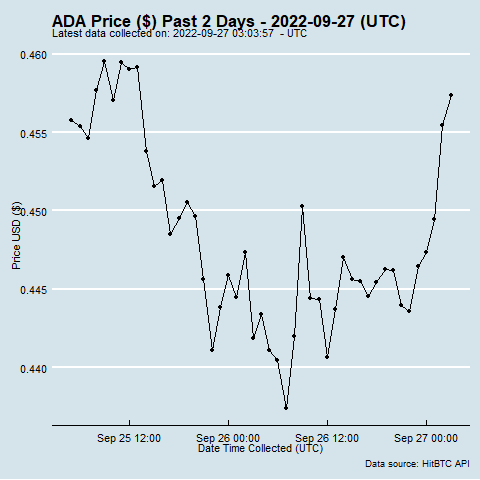 ADA Price ($) Past 2 Days - 2022-09-27 (UTC)
Latest data collected on: 2022-09-27 03:03:57 - UTC
0.460
0.455
0.450
0.445
0.440
Price USD ($)
Sep 25 12:00 Sep 26 00:00 Sep 26 12:00 Sep 27 00:00
Date Time Collected (UTC)
Data source: HitBTC API